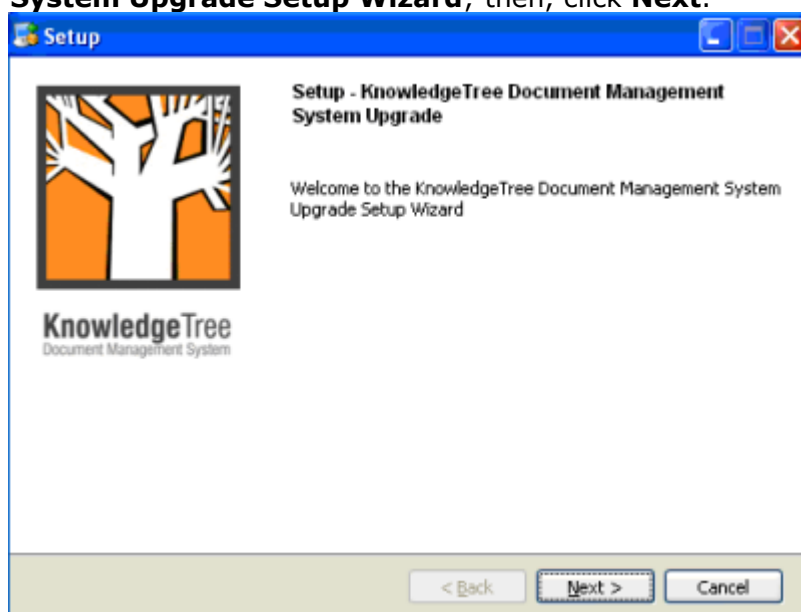 System Upgrade Setup Wizard, then, click Next.
Setup
Setup - KnowledgeTree Document Management
System Upgrade
Welcome to the KnowledgeTree Document Management System
Upgrade Setup Wizard
KnowledgeTree
Document Management System
< Back
Next >
Cancel